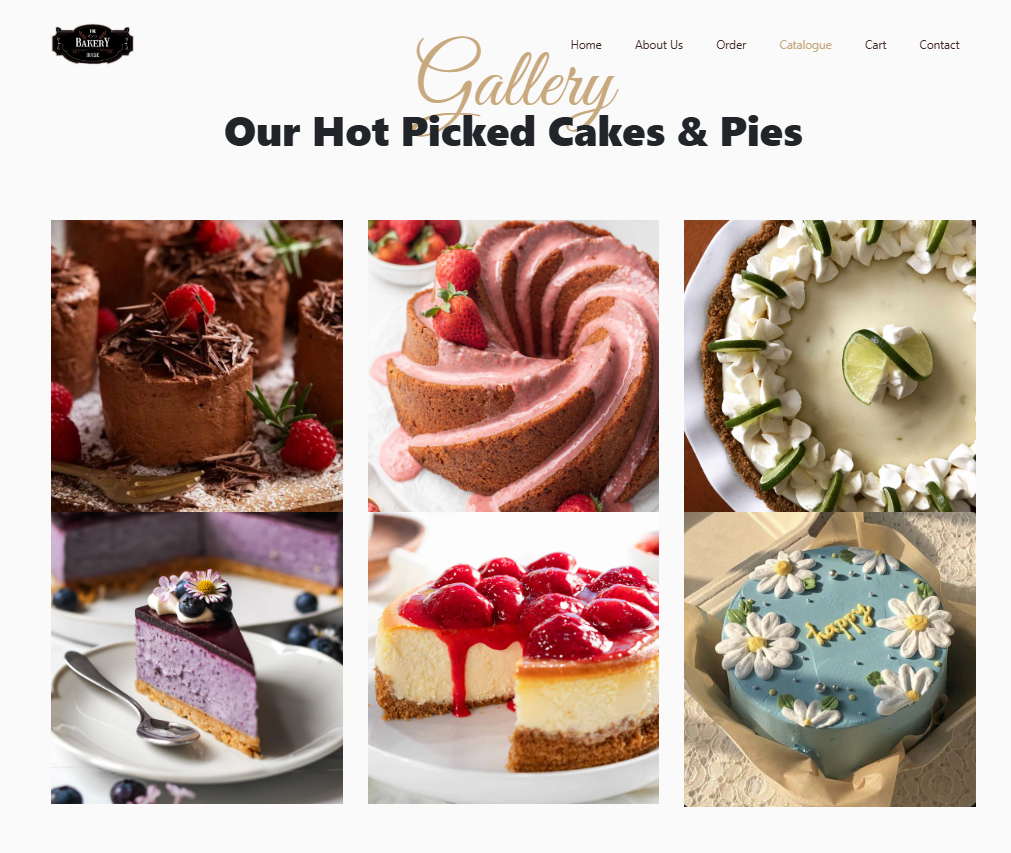 THE
BAKERY
HOUSE
Home About Us Order Catalogue Cart Contact
Gallery
Our Hot Picked Cakes & Pies
happy